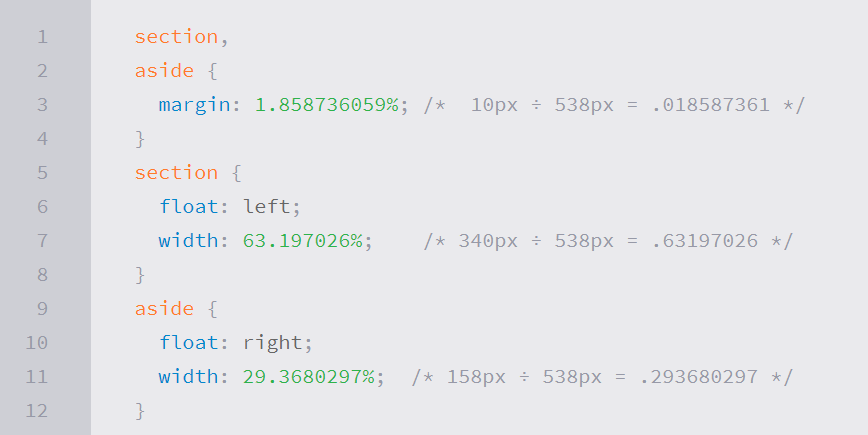 1 section,
2 aside {
3 margin: 1.858736059%; /*  10px ÷ 538px = .018587361 */
4 }
5 section {
6 float: left;
7 width: 63.197026%;    /* 340px ÷ 538px = .63197026 */
8 }
9 aside {
10 float: right;
11 width: 29.3680297%;  /* 158px ÷ 538px = .293680297 */
12 }